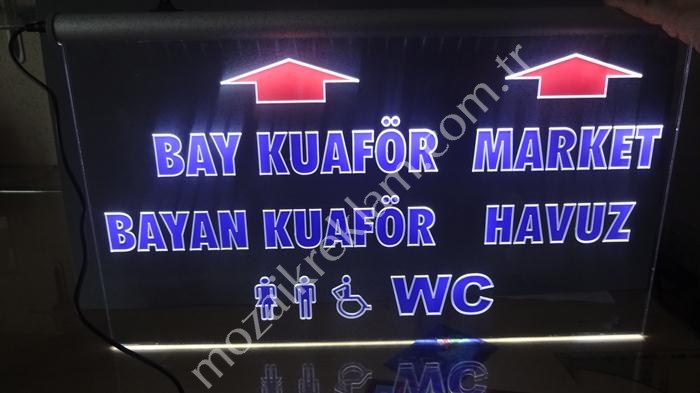 BAY KUAFÖR MARKET
BAYAN KUAFÖR HAVUZ
WC
mozaikreklam.com.tr